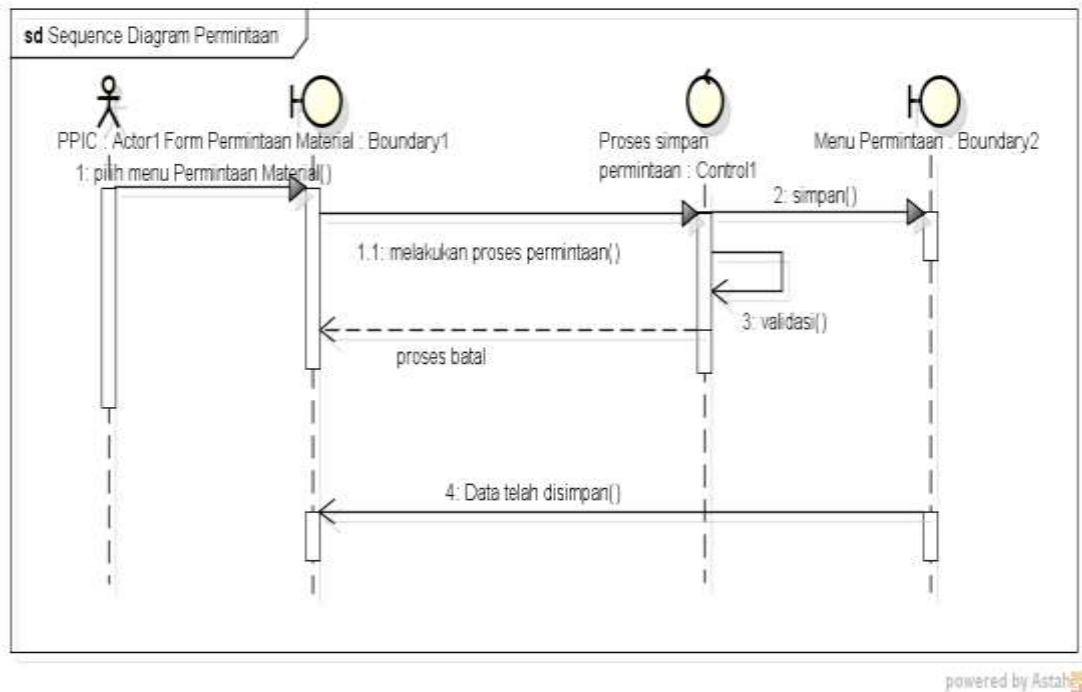 sd Sequence Diagram Permintaan
PPIC : Actor1 Form Permintaan Material : Boundary1
Proses simpan
permintaan : Control1
Menu Permintaan : Boundary2
1: pilih menu Permintaan Material()
2: simpan()
1.1: melakukan proses permintaan()
3: validasi()
proses batal
4: Data telah disimpan()
powered by Astah